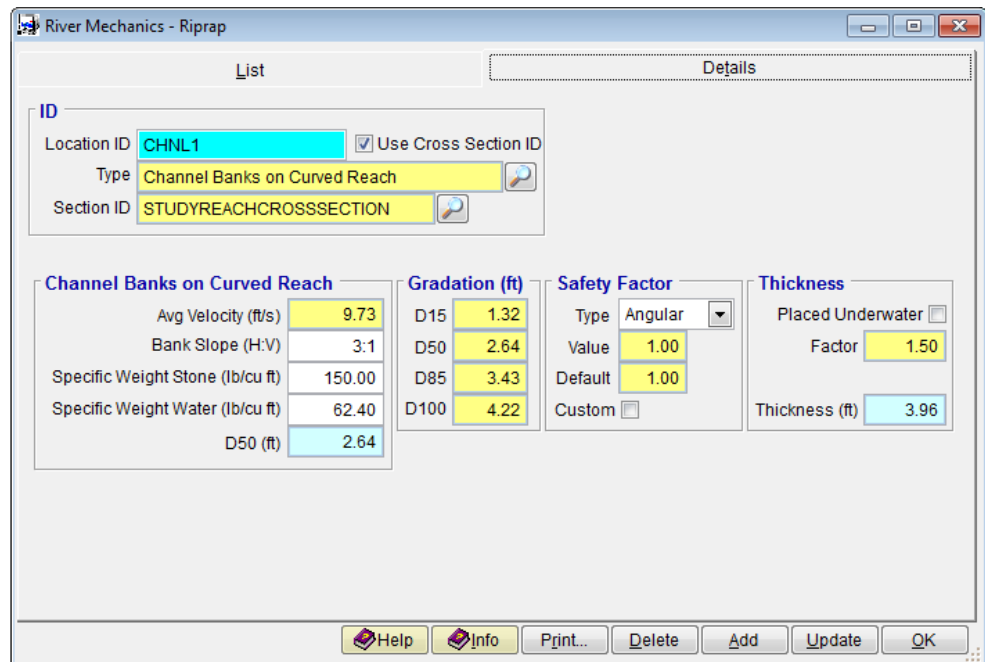 River Mechanics - Riprap
List Details
ID
Location ID CHNL1 Use Cross Section ID
Type Channel Banks on Curved Reach
Section ID STUDYREACHCROSSSECTION
Channel Banks on Curved Reach Gradation (ft) Safety Factor Thickness
Avg Velocity (ft/s) 9.73 D15 1.32 Type Angular Placed Underwater
Bank Slope (H:V) 3:1 D50 2.64 Value 1.00 Factor 1.50
Specific Weight Stone (lb/cu ft) 150.00 D85 3.43 Default 1.00
Specific Weight Water (lb/cu ft) 62.40 D100 4.22 Custom Thickness (ft) 3.96
D50 (ft) 2.64
Help Info Print... Delete Add Update OK